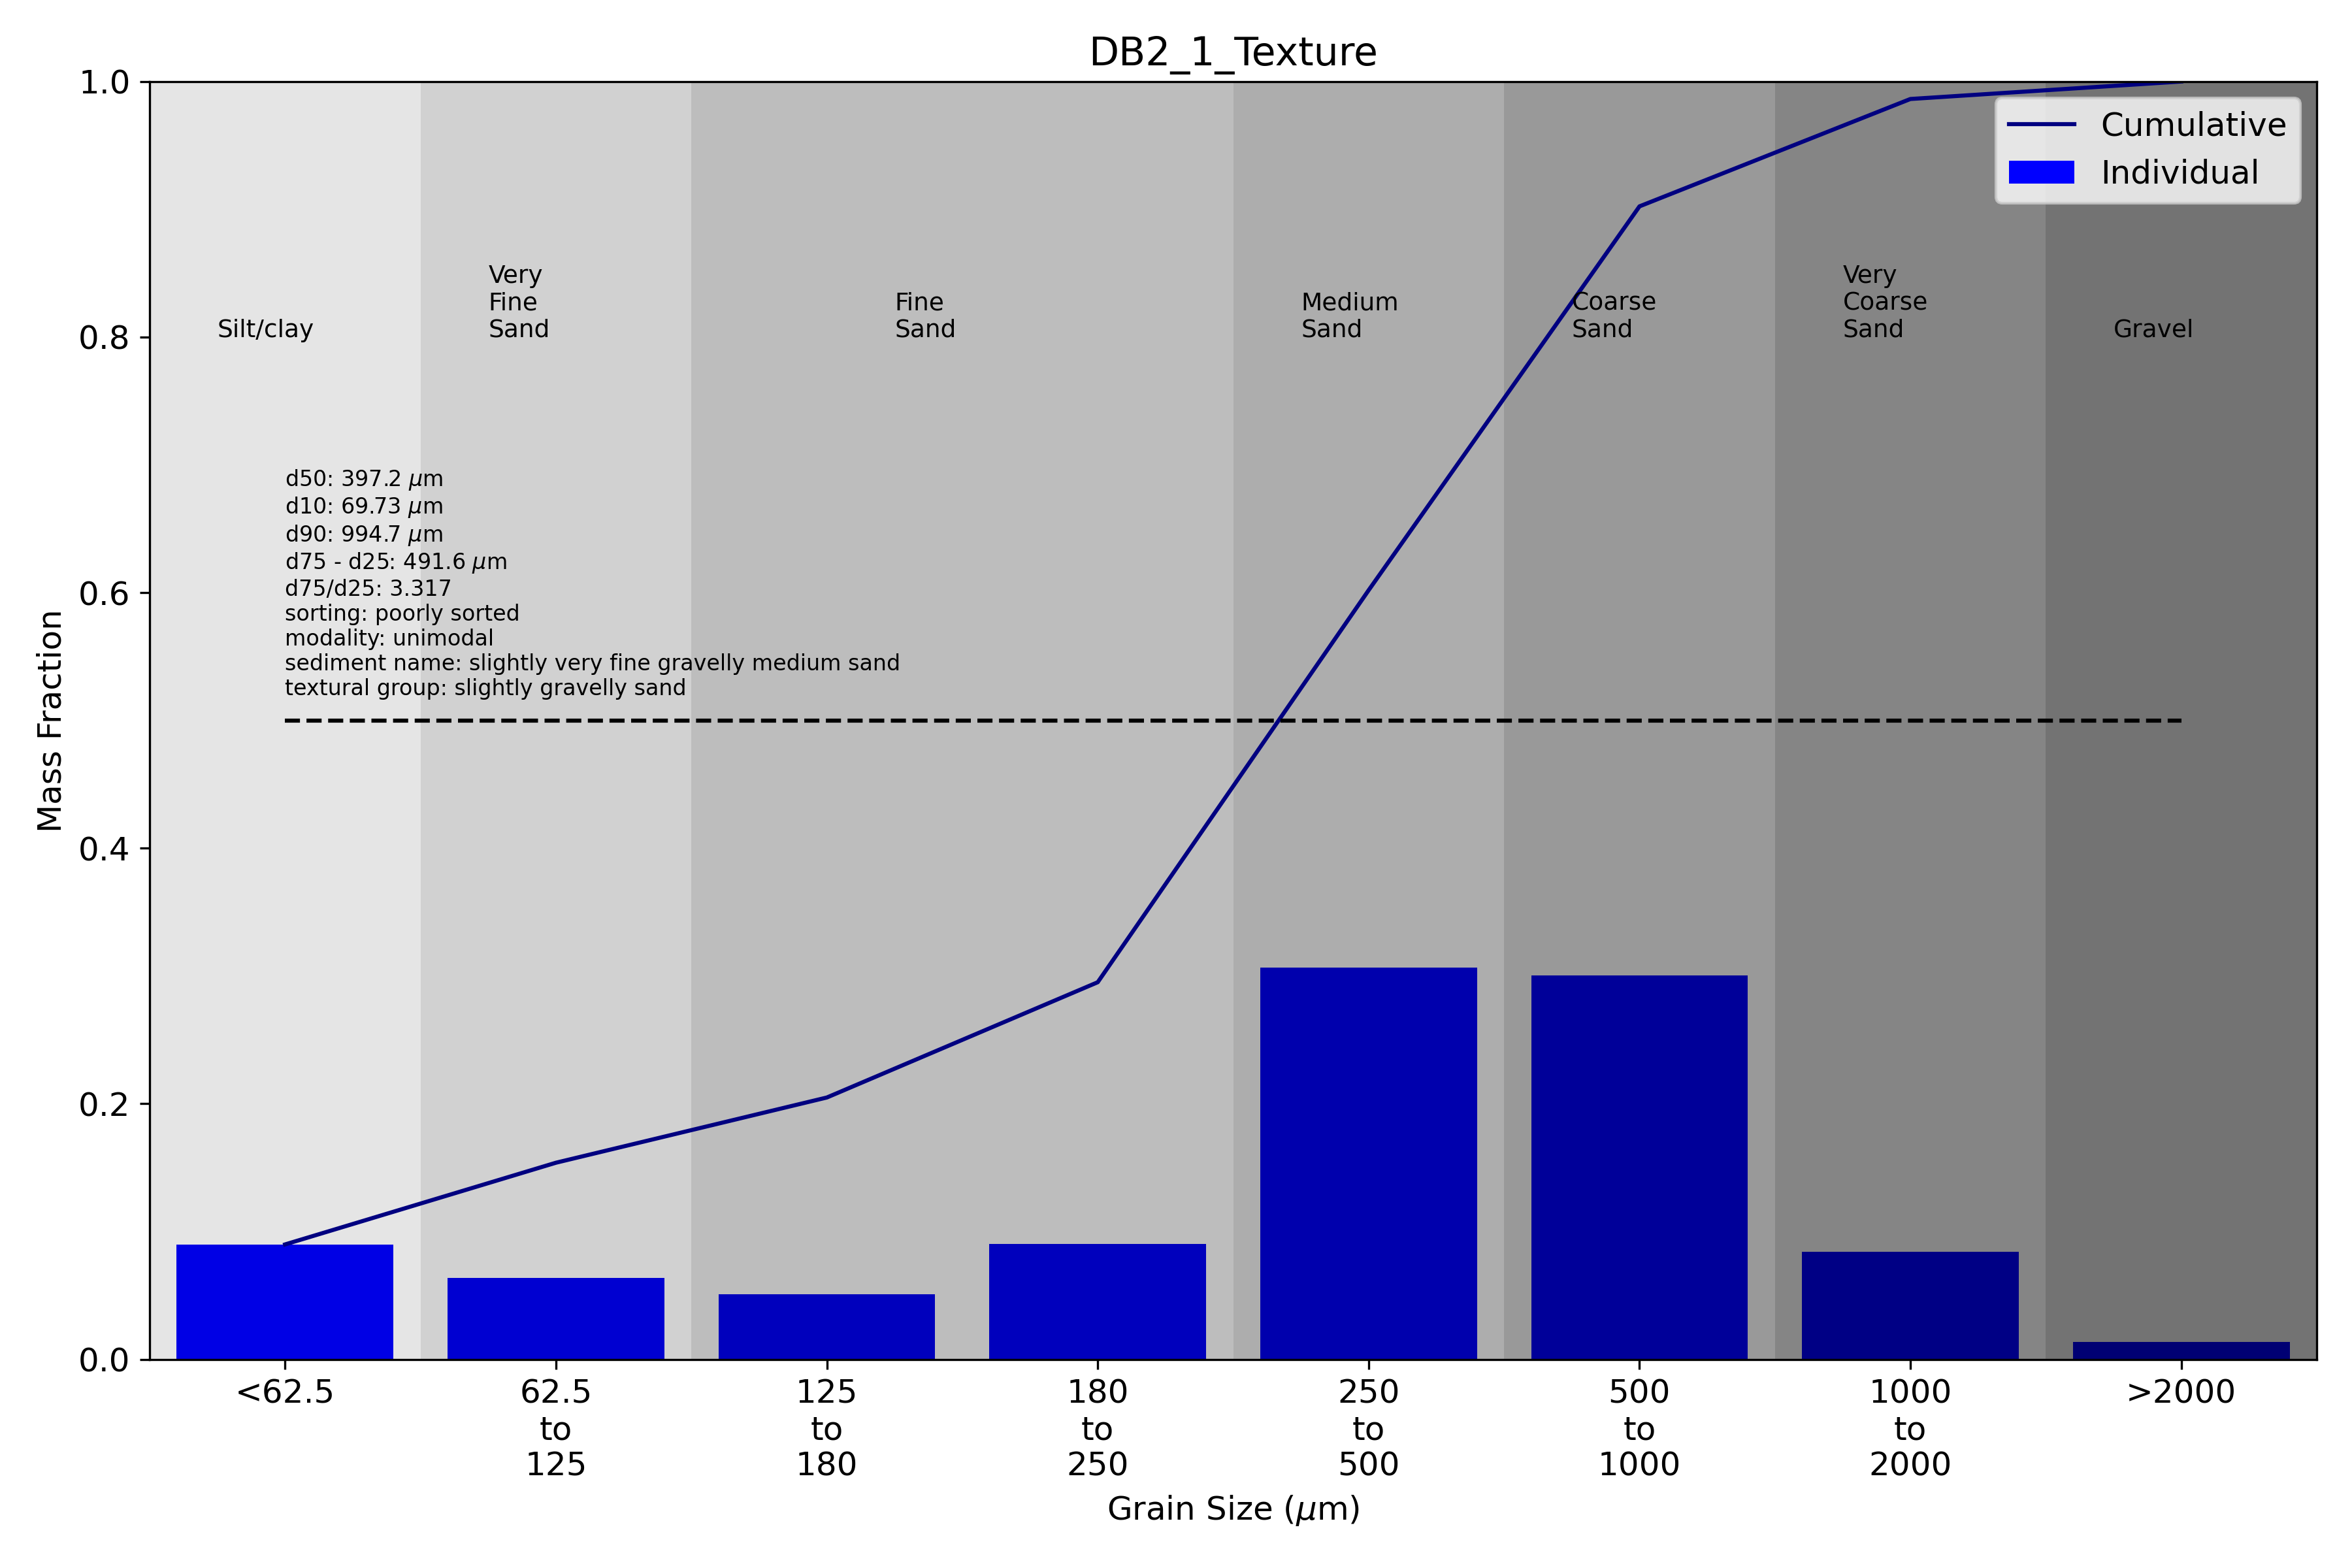 DB2_1_Texture
Cumulative
Individual
1.0
0.8
0.6
0.4
0.2
0.0
Mass Fraction
Silt/clay
Very
Fine
Sand
Fine
Sand
Medium
Sand
Coarse
Sand
Very
Coarse
Sand
Gravel
d50: 397.2 μm
d10: 69.73 μm
d90: 994.7 μm
d75 - d25: 491.6 μm
d75/d25: 3.317
sorting: poorly sorted
modality: unimodal
sediment name: slightly very fine gravelly medium sand
textural group: slightly gravelly sand
<62.5
62.5
to
125
125
to
180
180
to
250
250
to
500
500
to
1000
1000
to
2000
>2000
Grain Size (μm)